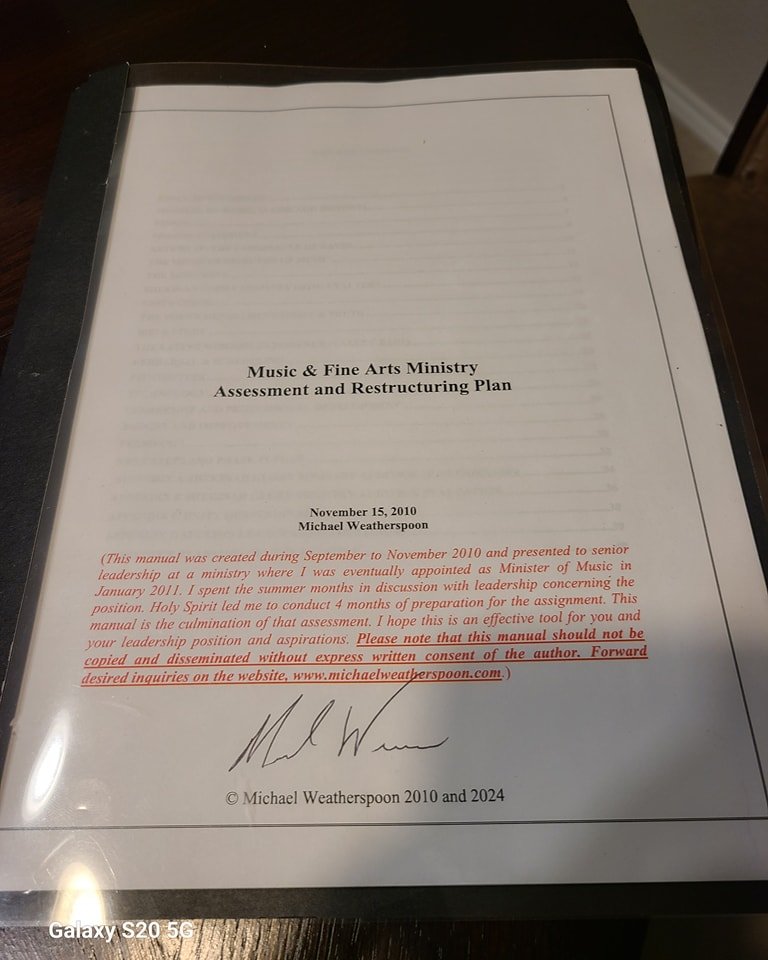 Music & Fine Arts Ministry
Assessment and Restructuring Plan
November 15, 2010
Michael Weatherspoon
(This manual was created during September to November 2010 and presented to senior
leadership at a ministry where I was eventually appointed as Minister of Music in
January 2011. I spent the summer months in discussion with leadership concerning the
position. Holy Spirit led me to conduct 4 months of preparation for the assignment. This
manual is the culmination of that assessment. I hope this is an effective tool for you and
your leadership position and aspirations. Please note that this manual should not be
copied and disseminated without express written consent of the author. Forward
desired inquiries on the website, www.michaelweatherspoon.com.)
© Michael Weatherspoon 2010 and 2024
Galaxy S20 5G